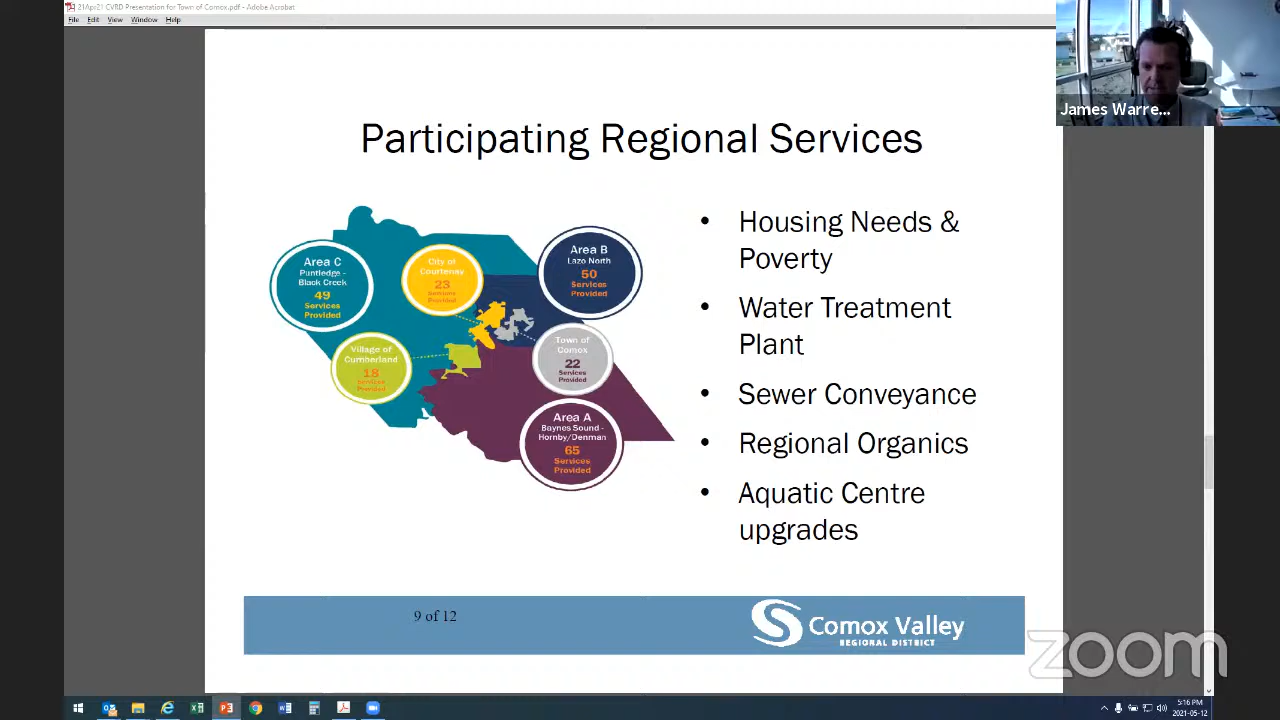 21Apr21 CVRD Presentation for Town of Comox.pdf - Adobe Acrobat
File Edit View Window Help
James Warre...
Participating Regional Services
Area C
Puntledge -
Black Creek
49
Services
Provided
City of
Courtenay
23
Services
Provided
Area B
Lazo North
50
Services
Provided
Village of
Cumberland
18
Services
Provided
Town of
Comox
22
Services
Provided
Area A
Baynes Sound -
Hornby/Denman
65
Services
Provided
• Housing Needs &
Poverty
• Water Treatment
Plant
• Sewer Conveyance
• Regional Organics
• Aquatic Centre
upgrades
9 of 12
Comox Valley
REGIONAL DISTRICT
zoom
5:16 PM
2021-05-12